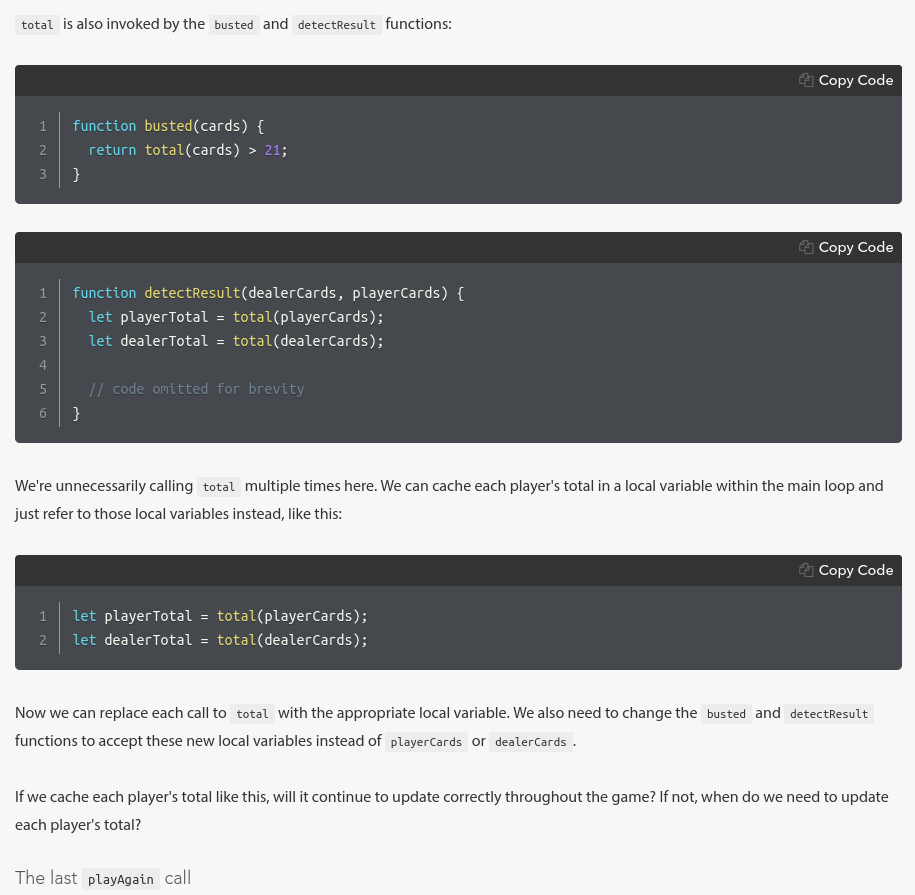 total is also invoked by the busted and detectResult functions:
Copy Code
1 function busted(cards) {
2   return total(cards) > 21;
3 }
Copy Code
1 function detectResult(dealerCards, playerCards) {
2   let playerTotal = total(playerCards);
3   let dealerTotal = total(dealerCards);
4
5   // code omitted for brevity
6 }
We're unnecessarily calling total multiple times here. We can cache each player's total in a local variable within the main loop and
just refer to those local variables instead, like this:
Copy Code
1 let playerTotal = total(playerCards);
2 let dealerTotal = total(dealerCards);
Now we can replace each call to total with the appropriate local variable. We also need to change the busted and detectResult
functions to accept these new local variables instead of playerCards or dealerCards.
If we cache each player's total like this, will it continue to update correctly throughout the game? If not, when do we need to update
each player's total?
The last playAgain call